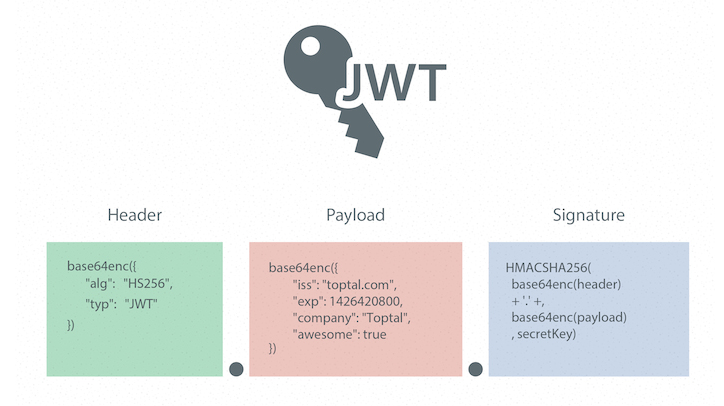 JWT
Header
Payload
Signature
base64enc({
"alg": "HS256",
"typ": "JWT"
})
base64enc({
"iss": "toptal.com",
"exp": 1426420800,
"company": "Toptal",
"awesome": true
})
HMACSHA256(
base64enc(header)
+ '.' +,
base64enc(payload)
, secretKey)